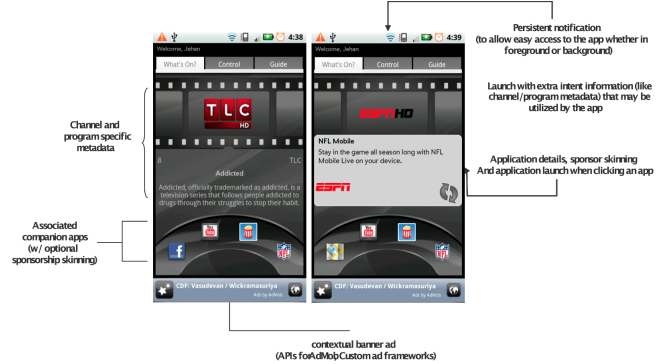 Persistent notification
(to allow easy access to the app whether in
foreground or background)
4:38
4:39
Welcome, Jehan
Welcome, Jehan
What's On?
Control
Guide
What's On?
Control
Guide
Launch with extra intent information (like
channel/program metadata) that may be
utilized by the app
TLC
HD
ESPN HD
Channel and
program specific
metadata
NFL Mobile
Stay in the game all season long with NFL
Mobile Live on your device.
8
TLC
Application details, sponsor skinning
And application launch when clicking an app
Addicted
Addicted, officially trademarked as addicted, is a
television series that follows people addicted to
drugs through their struggles to stop their habit.
ESPN
Associated
companion apps
(w/ optional
sponsorship skinning)
You
Tube
You
Tube
NFL
NFL
CDF: Vasudevan / Wickramasuriya
Ads by AdMob
CDF: Vasudevan / Wickramasuriya
Ads by AdMob
contextual banner ad
(APIs forAdMob,Custom ad frameworks)